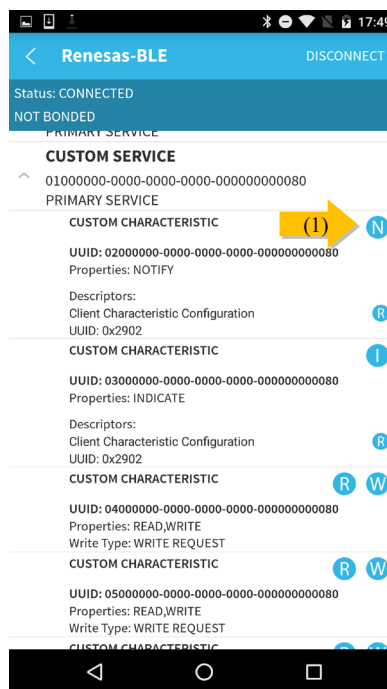 17:49
Renesas-BLE
DISCONNECT
Status: CONNECTED
NOT BONDED
PRIMARY SERVICE
CUSTOM SERVICE
01000000-0000-0000-0000-000000000080
PRIMARY SERVICE
CUSTOM CHARACTERISTIC
(1)
N
UUID: 02000000-0000-0000-0000-000000000080
Properties: NOTIFY
Descriptors:
Client Characteristic Configuration
R
UUID: 0x2902
CUSTOM CHARACTERISTIC
I
UUID: 03000000-0000-0000-0000-000000000080
Properties: INDICATE
Descriptors:
Client Characteristic Configuration
R
UUID: 0x2902
CUSTOM CHARACTERISTIC
R W
UUID: 04000000-0000-0000-0000-000000000080
Properties: READ,WRITE
Write Type: WRITE REQUEST
CUSTOM CHARACTERISTIC
R W
UUID: 05000000-0000-0000-0000-000000000080
Properties: READ,WRITE
Write Type: WRITE REQUEST
CUSTOM CHARACTERISTIC
R W